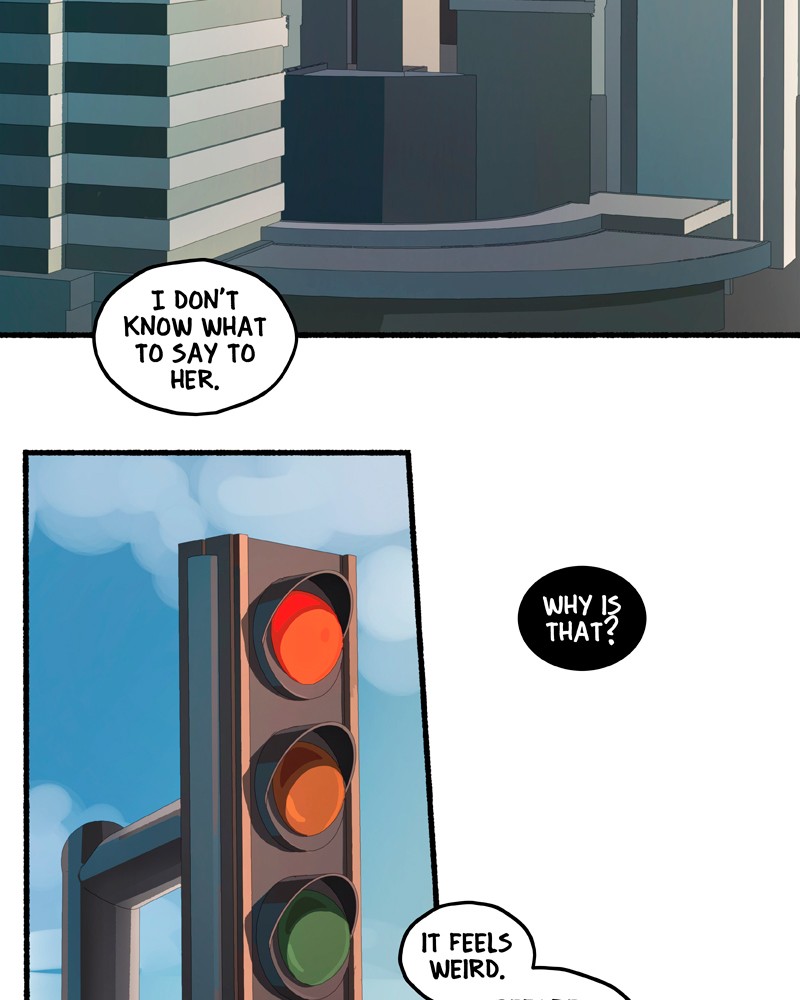 I DON'T
KNOW WHAT
TO SAY TO
HER.
WHY IS
THAT?
IT FEELS
WEIRD.